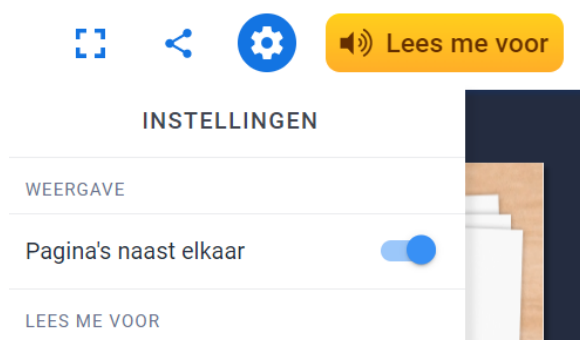 Lees me voor
INSTELLINGEN
WEERGAVE
Pagina's naast elkaar
LEES ME VOOR